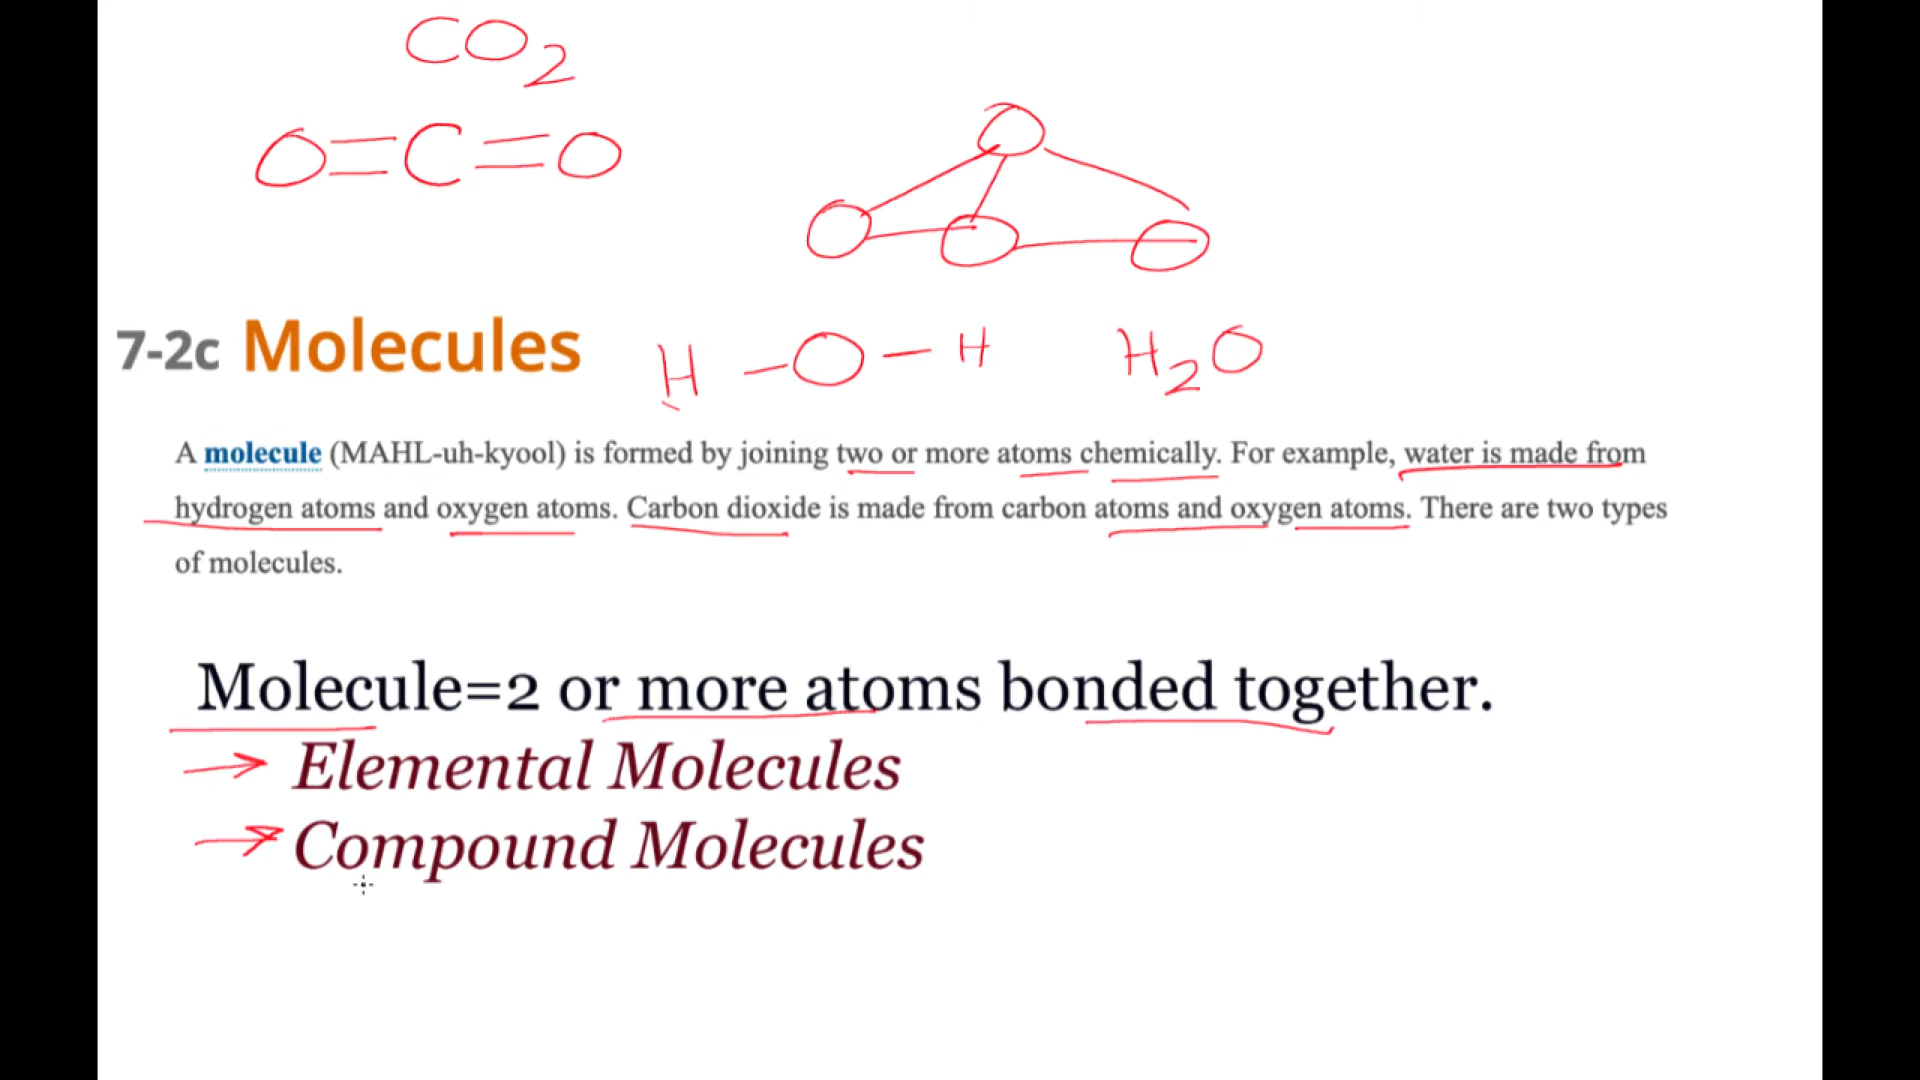 CO2
O=C=O
7-2c Molecules
H-O-H H2O
A molecule (MAHL-uh-kyool) is formed by joining two or more atoms chemically. For example, water is made from
hydrogen atoms and oxygen atoms. Carbon dioxide is made from carbon atoms and oxygen atoms. There are two types
of molecules.
Molecule=2 or more atoms bonded together.
Elemental Molecules
Compound Molecules